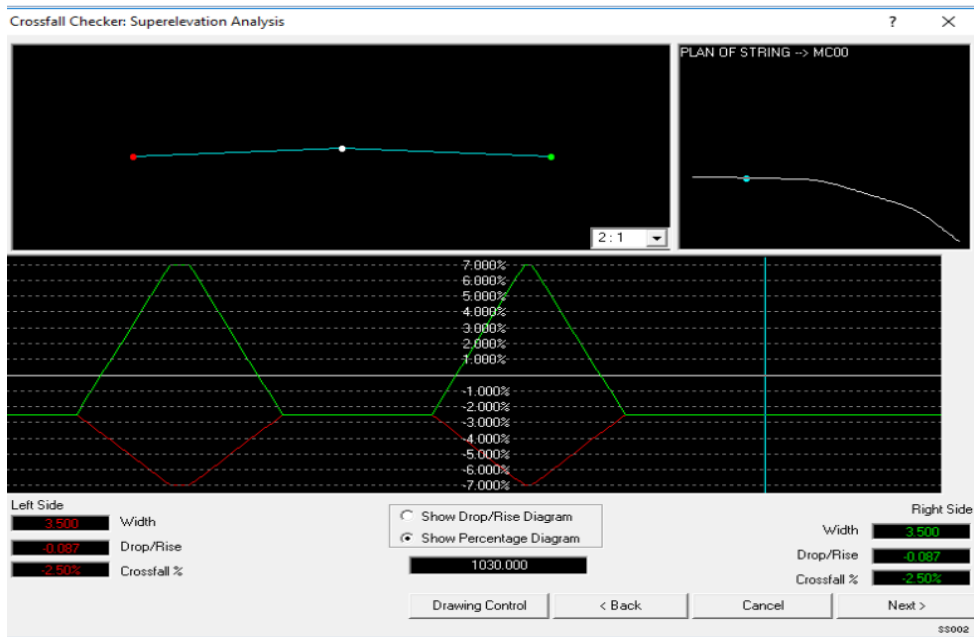 Crossfall Checker: Superelevation Analysis
?
PLAN OF STRING --> MC00
2 : 1
7.000%
6.000%
5.000%
4.000%
3.000%
2.000%
1.000%
-1.000%
-2.000%
-3.000%
-4.000%
-5.000%
-6.000%
-7.000%
Left Side
3.500 Width
-0.087 Drop/Rise
-2.50% Crossfall %
Show Drop/Rise Diagram
Show Percentage Diagram
1030.000
Right Side
Width 3.500
Drop/Rise -0.087
Crossfall % -2.50%
Drawing Control
< Back
Cancel
Next >
SS002